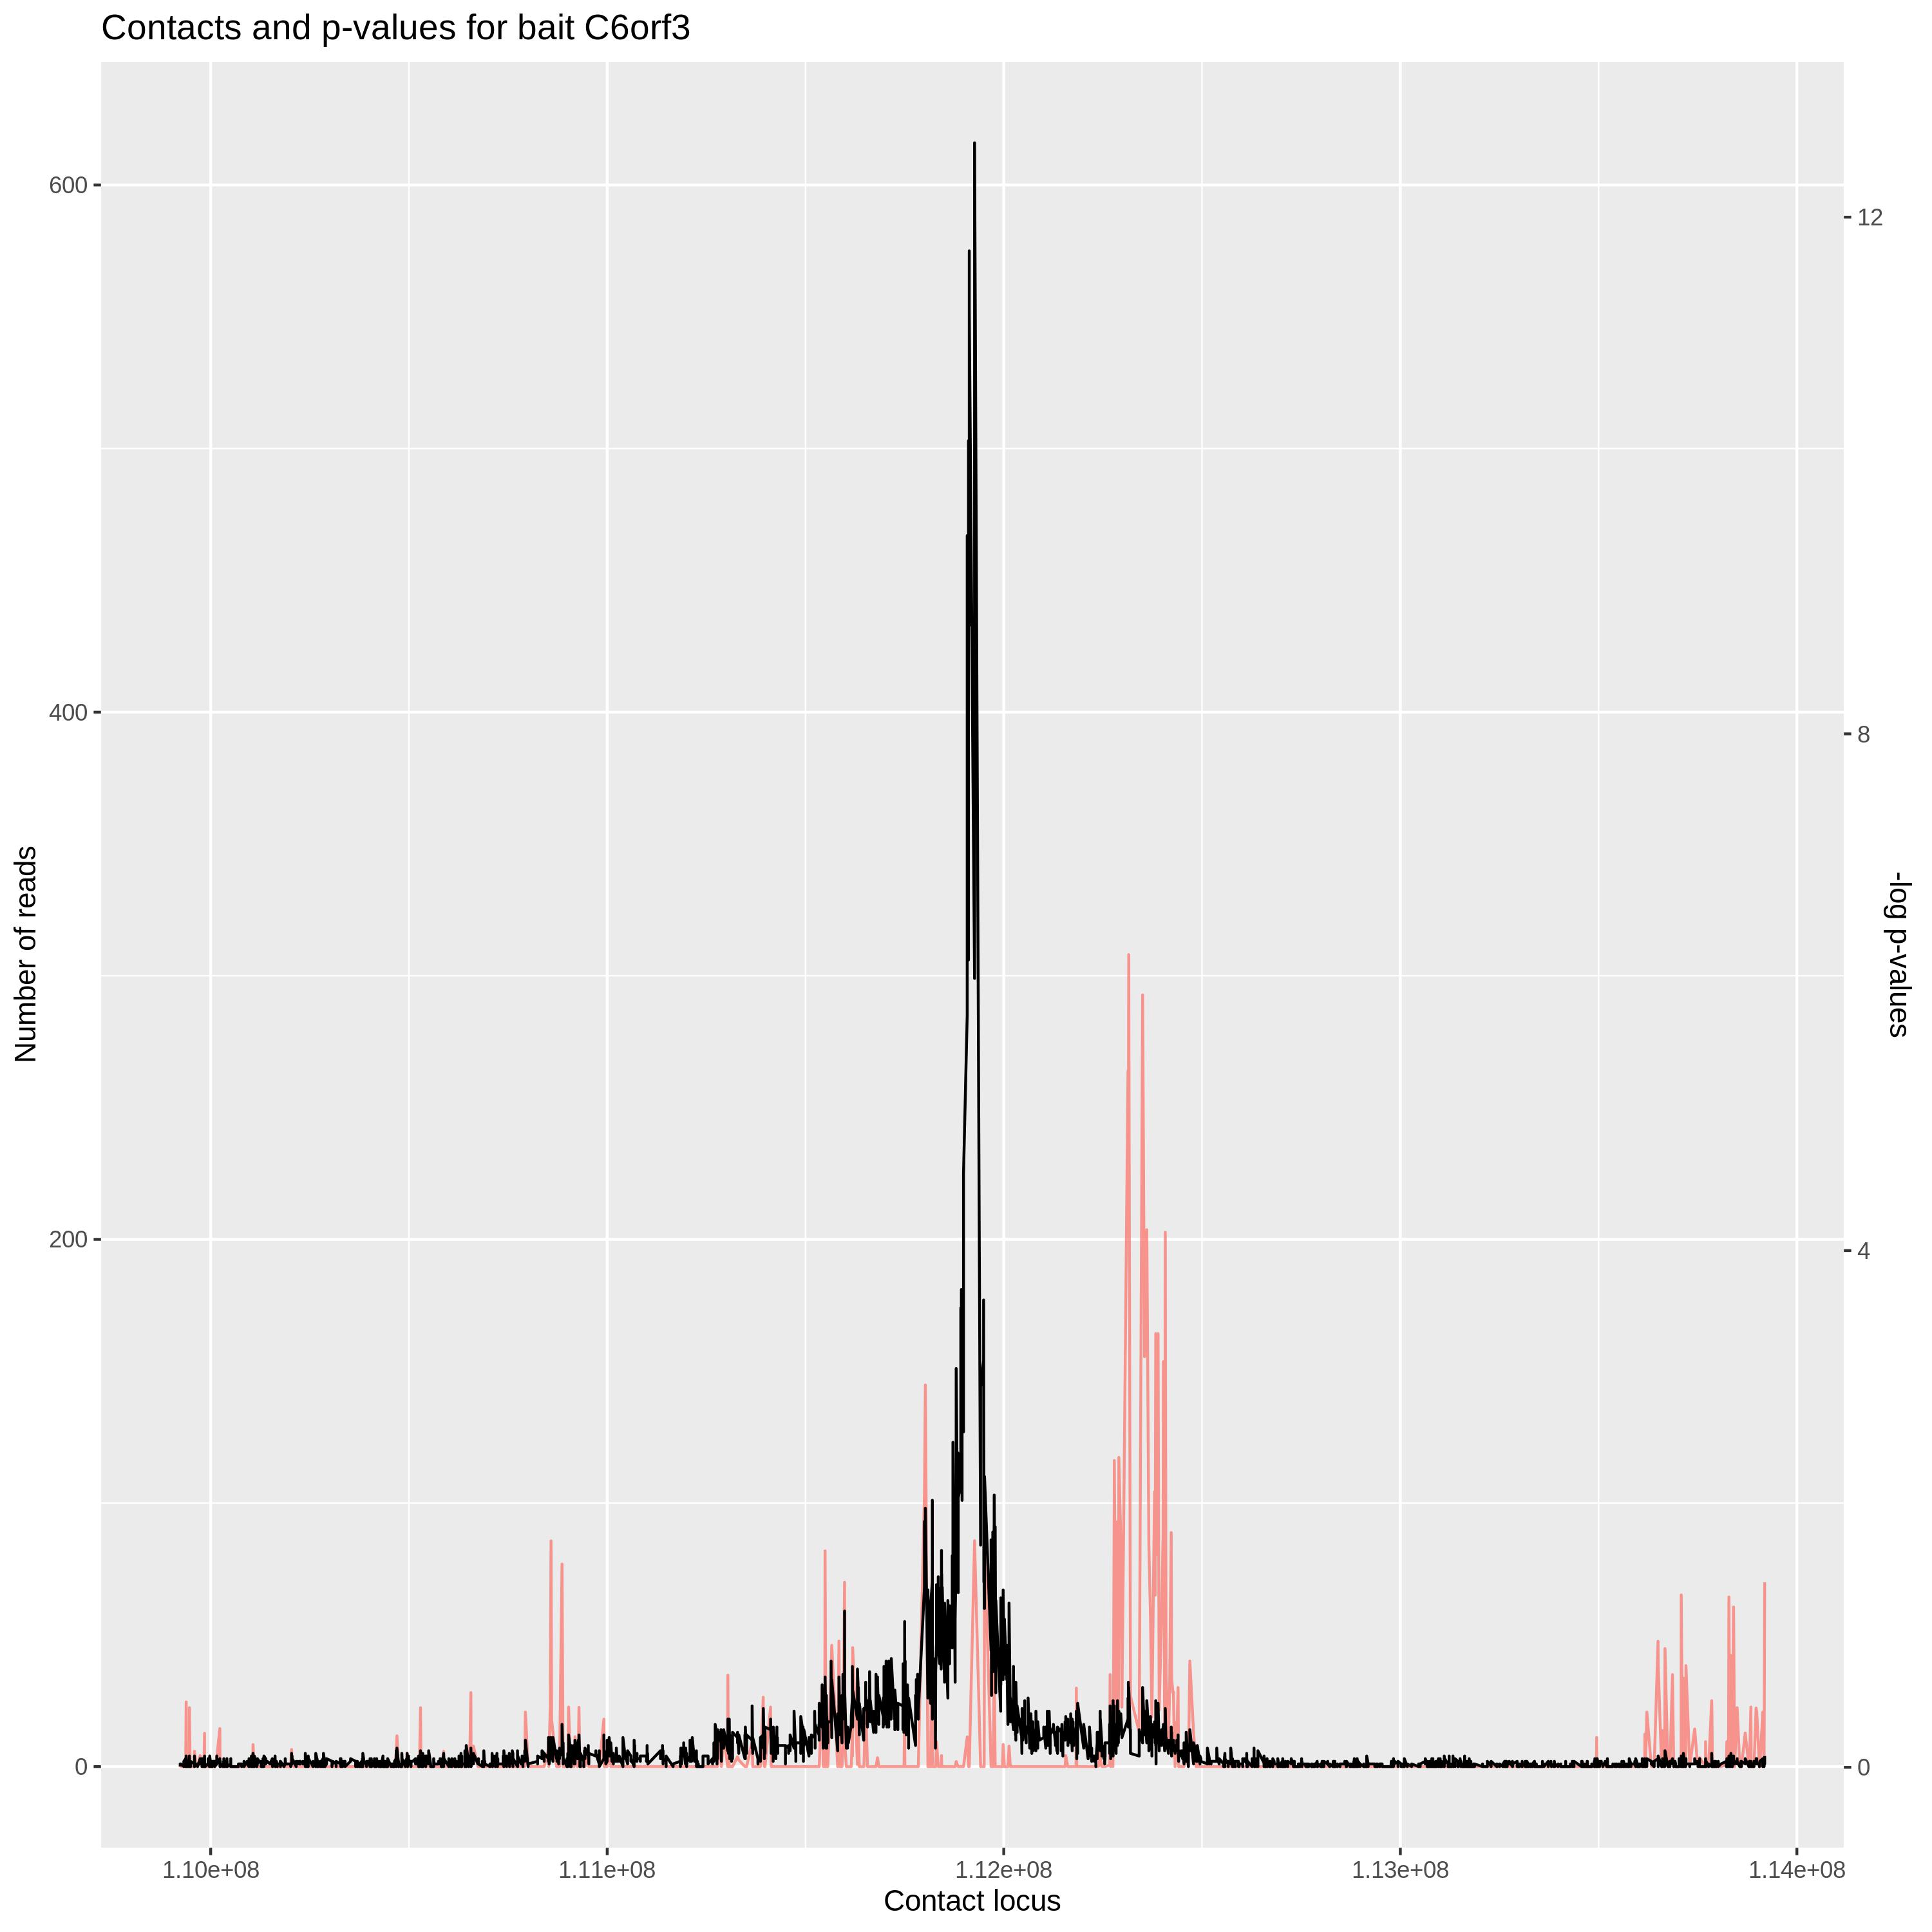 Contacts and p-values for bait C6orf3
600
400
200
0
12
8
4
0
Number of reads
-log p-values
1.10e+08
1.11e+08
1.12e+08
1.13e+08
1.14e+08
Contact locus